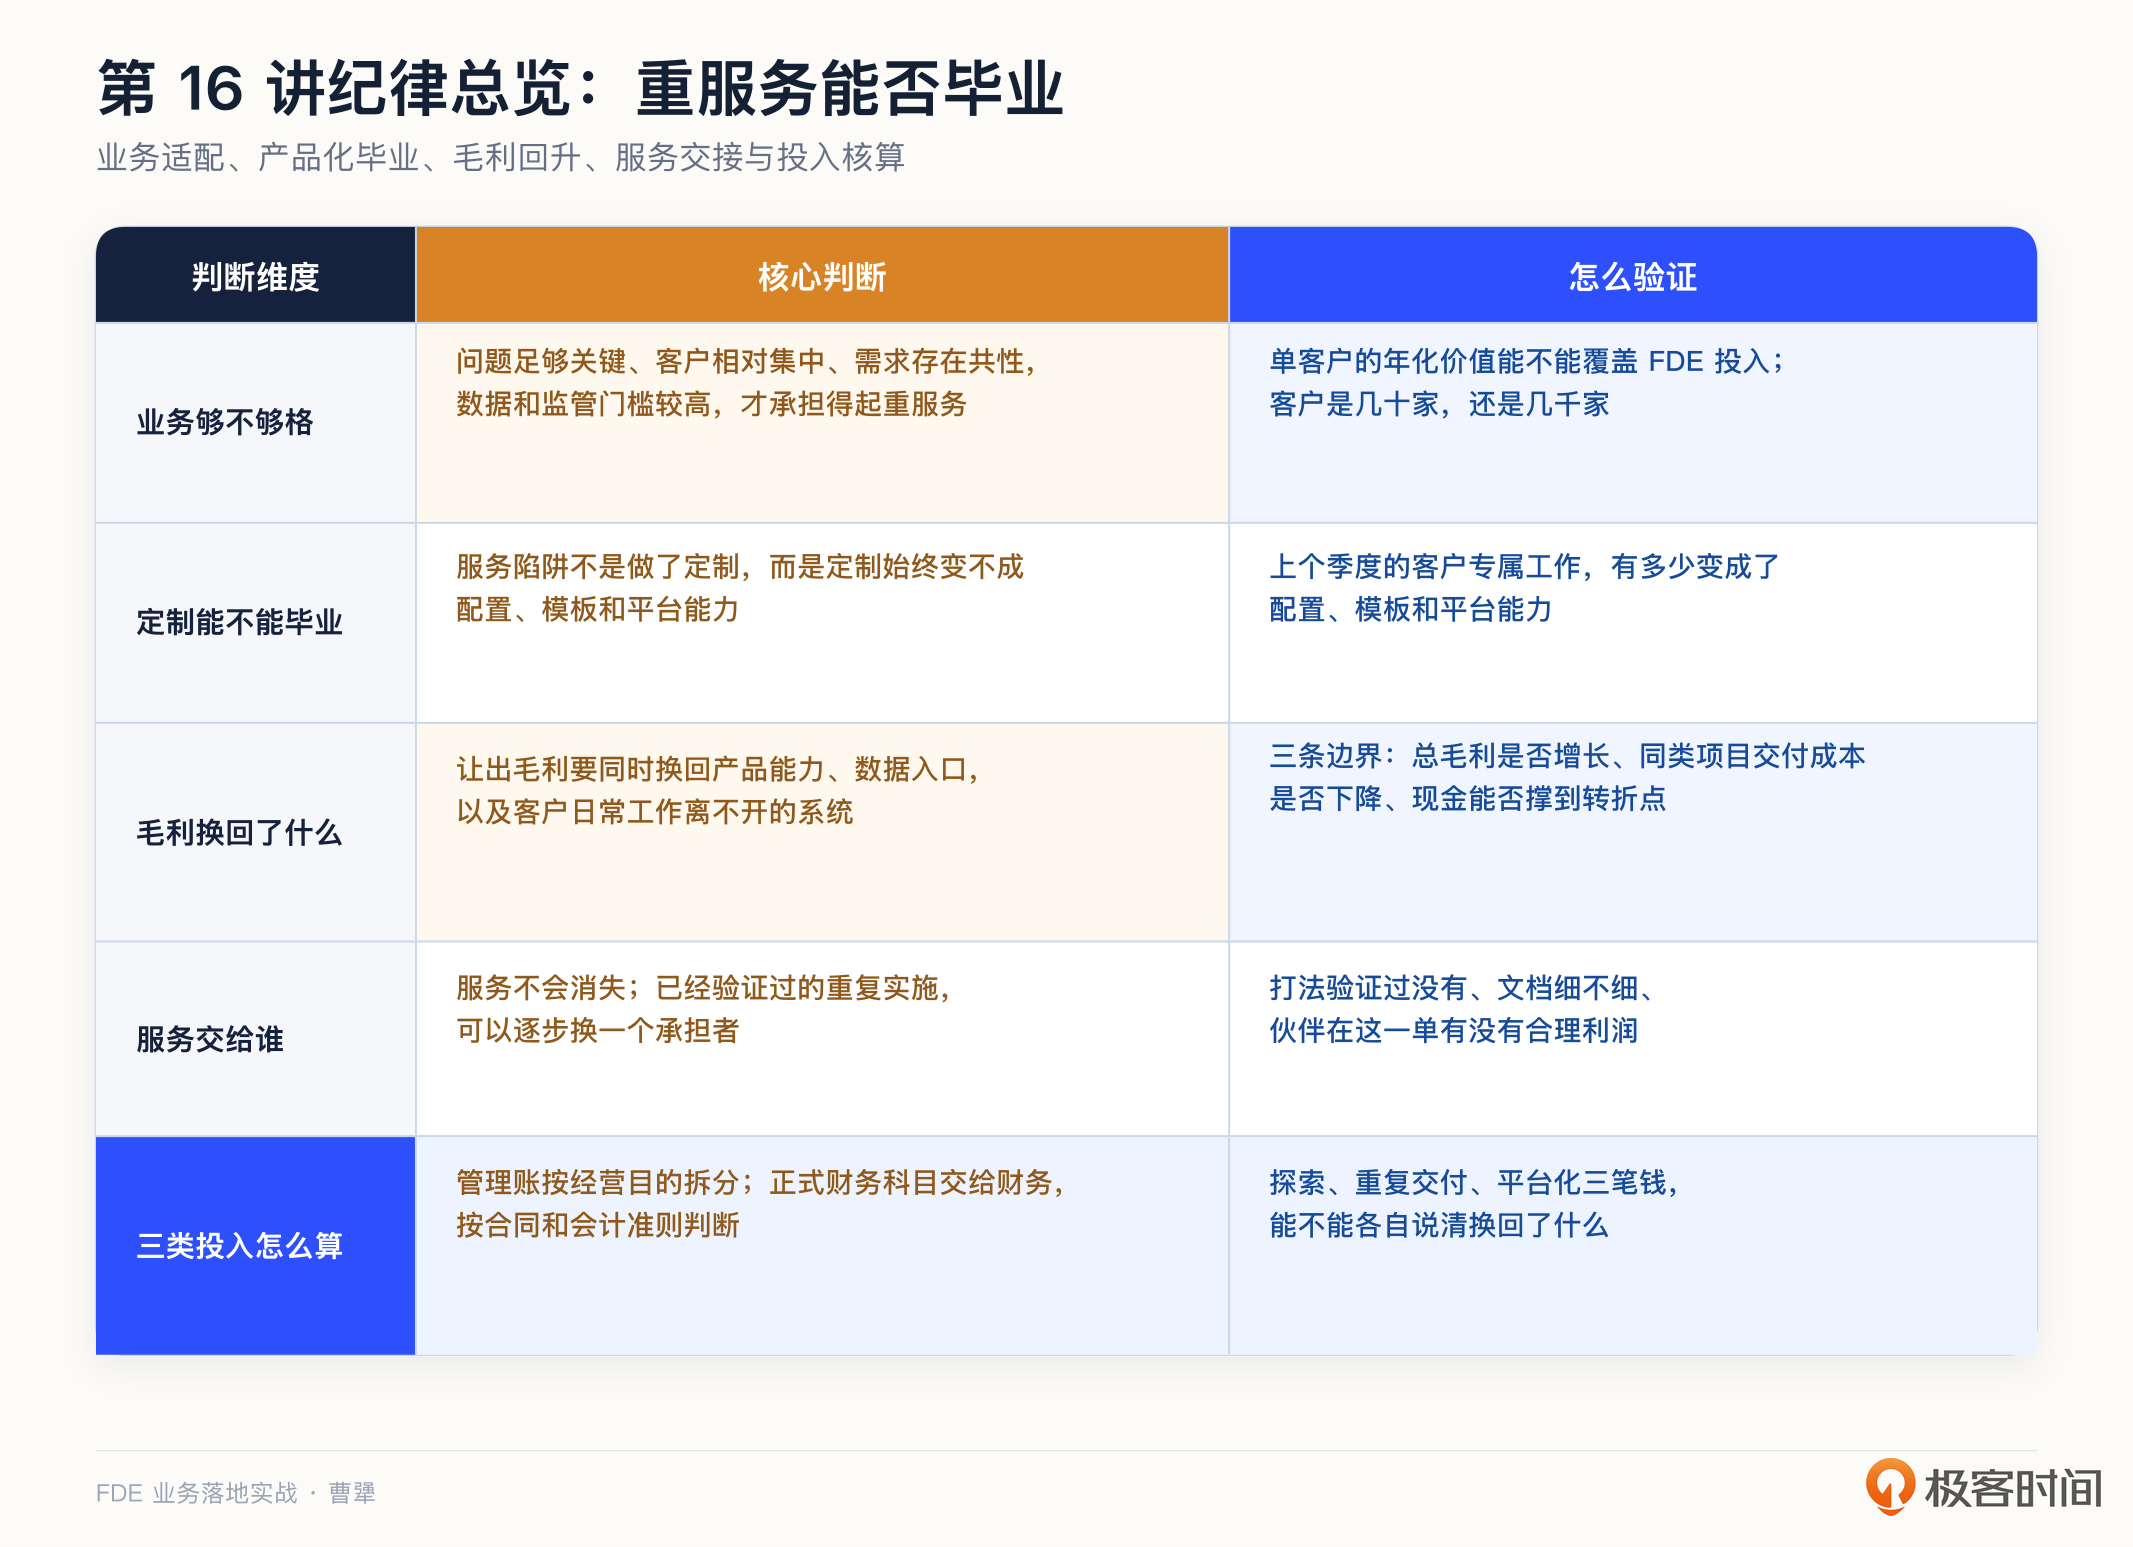 第 16 讲纪律总览：重服务能否毕业
业务适配、产品化毕业、毛利回升、服务交接与投入核算
判断维度
核心判断
怎么验证
业务够不够格
问题足够关键、客户相对集中、需求存在共性，
数据和监管门槛较高，才承担得起重服务
单客户的年化价值能不能覆盖 FDE 投入；
客户是几十家，还是几千家
定制能不能毕业
服务陷阱不是做了定制，而是定制始终变不成
配置、模板和平台能力
上个季度的客户专属工作，有多少变成了
配置、模板和平台能力
毛利换回了什么
让出毛利要同时换回产品能力、数据入口，
以及客户日常工作离不开的系统
三条边界：总毛利是否增长、同类项目交付成本
是否下降、现金能否撑到转折点
服务交给谁
服务不会消失；已经验证过的重复实施，
可以逐步换一个承担者
打法验证过没有、文档细不细、
伙伴在这一单有没有合理利润
三类投入怎么算
管理账按经营目的拆分；正式财务科目交给财务，
按合同和会计准则判断
探索、重复交付、平台化三笔钱，
能不能各自说清换回了什么
FDE 业务落地实战 · 曹犟
极客时间